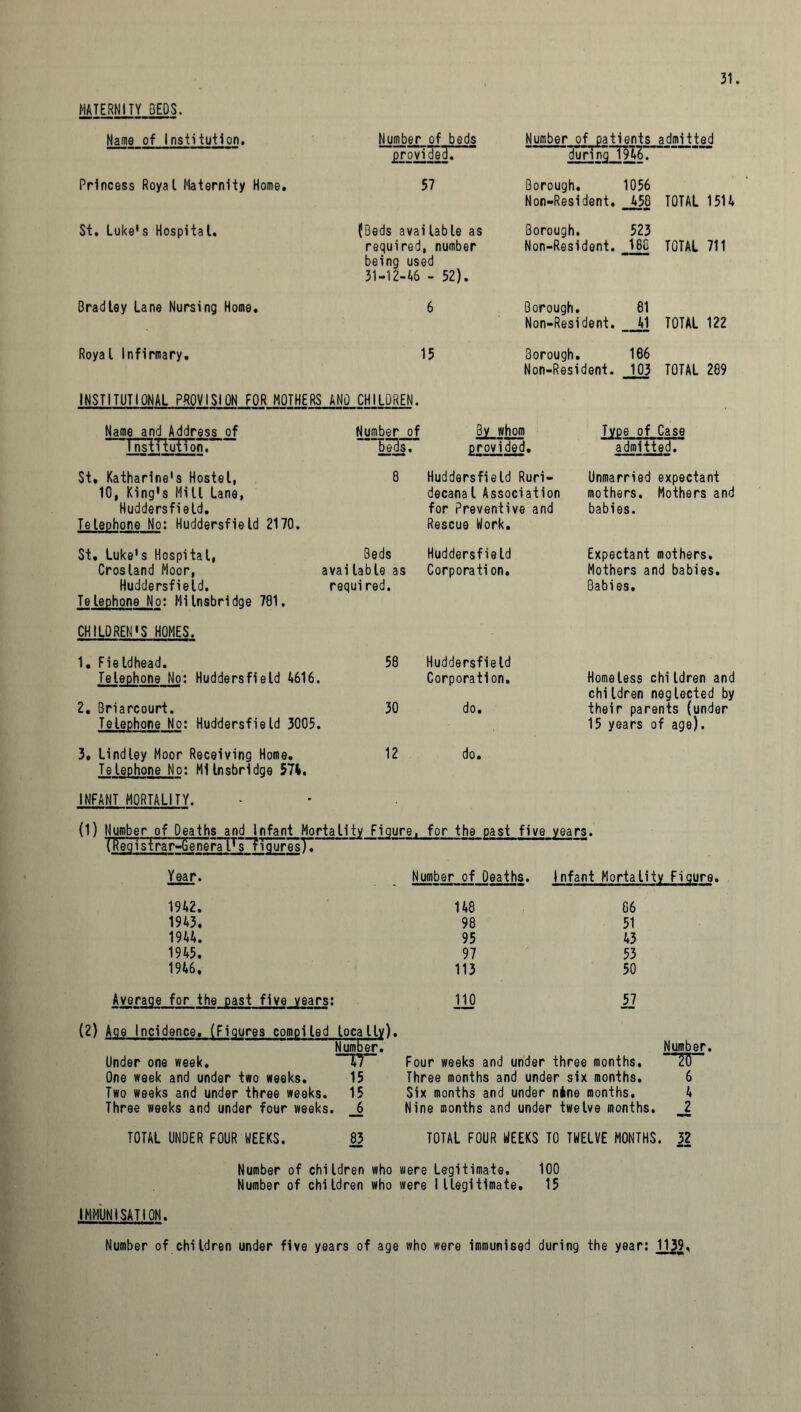 31.
MATERNITY BEDS.
Name of Institution. Number of beds Number of patients admitted
provided. during 1946.
Princess Royal Maternity Home. 57 Borough. 1056
Non-Resident. 458 TOTAL 1514
St. Luke's Hospital. (Beds available as Borough. 523
required, number Non-Resident. 188 TOTAL 711
being used
31-12-46 - 52).
Bradley Lane Nursing Home. 6 Borough. 81
Non-Resident. 41 TOTAL 122
Royal Infirmary. 15 Borough. 186
Non-Resident. 103 TOTAL 289
INSTITUTIONAL PROVISION FOR MOTHERS AND CHILDREN.
Name and Address of Number of By whom Type of Case
Institution. beds. provided. admitted.
St. Katharine's Hostel, 8 Huddersfield Ruri- Unmarried expectant
10, King's Mill Lane, decanal Association mothers. Mothers and
Huddersfield. for Preventive and babies.
Telephone No: Huddersfield 2170. Rescue Work.
St. Luke's Hospital, Beds Huddersfield Expectant mothers.
Crosland Moor, available as Corporation. Mothers and babies.
Huddersfield. required. Babies.
Telephone No: Milnsbridge 781.
CHILDREN'S HOMES.
1. Fieldhead. 58 Huddersfield
Telephone No: Huddersfield 4616. Corporation. Homeless children and
children neglected by
2. Briarcourt. 30 do. their parents (under
Telephone No: Huddersfield 3005. 15 years of age).
3. Lindley Moor Receiving Home. 12 do.
Telephone No: Milnsbridge 574.
INFANT MORTALITY.
(1) Number of Deaths and Infant Mortality Figure, for the past five years.
(Registrar-General's figures).
Year. Number of Deaths. Infant Mortality Figure.
1942. 148 86
1943. 98 51
1944. 95 43
1945. 97 53
1946. 113 50
Average for the past five years: 110 57
(2) Age Incidence. (Figures compiled locally).
Number. Number.
Under one week. 47 Four weeks and under three months. 20
One week and under two weeks. 15 Three months and under six months. 6
Two weeks and under three weeks. 15 Six months and under nine months. 4
Three weeks and under four weeks. 6 Nine months and under twelve months. 2
TOTAL UNDER FOUR WEEKS. 83 TOTAL FOUR WEEKS TO TWELVE MONTHS. 32
Number of children who were Legitimate. 100
Number of children who were Illegitimate. 15
IMMUNISATION.
Number of children under five years of age who were immunised during the year: 1139.